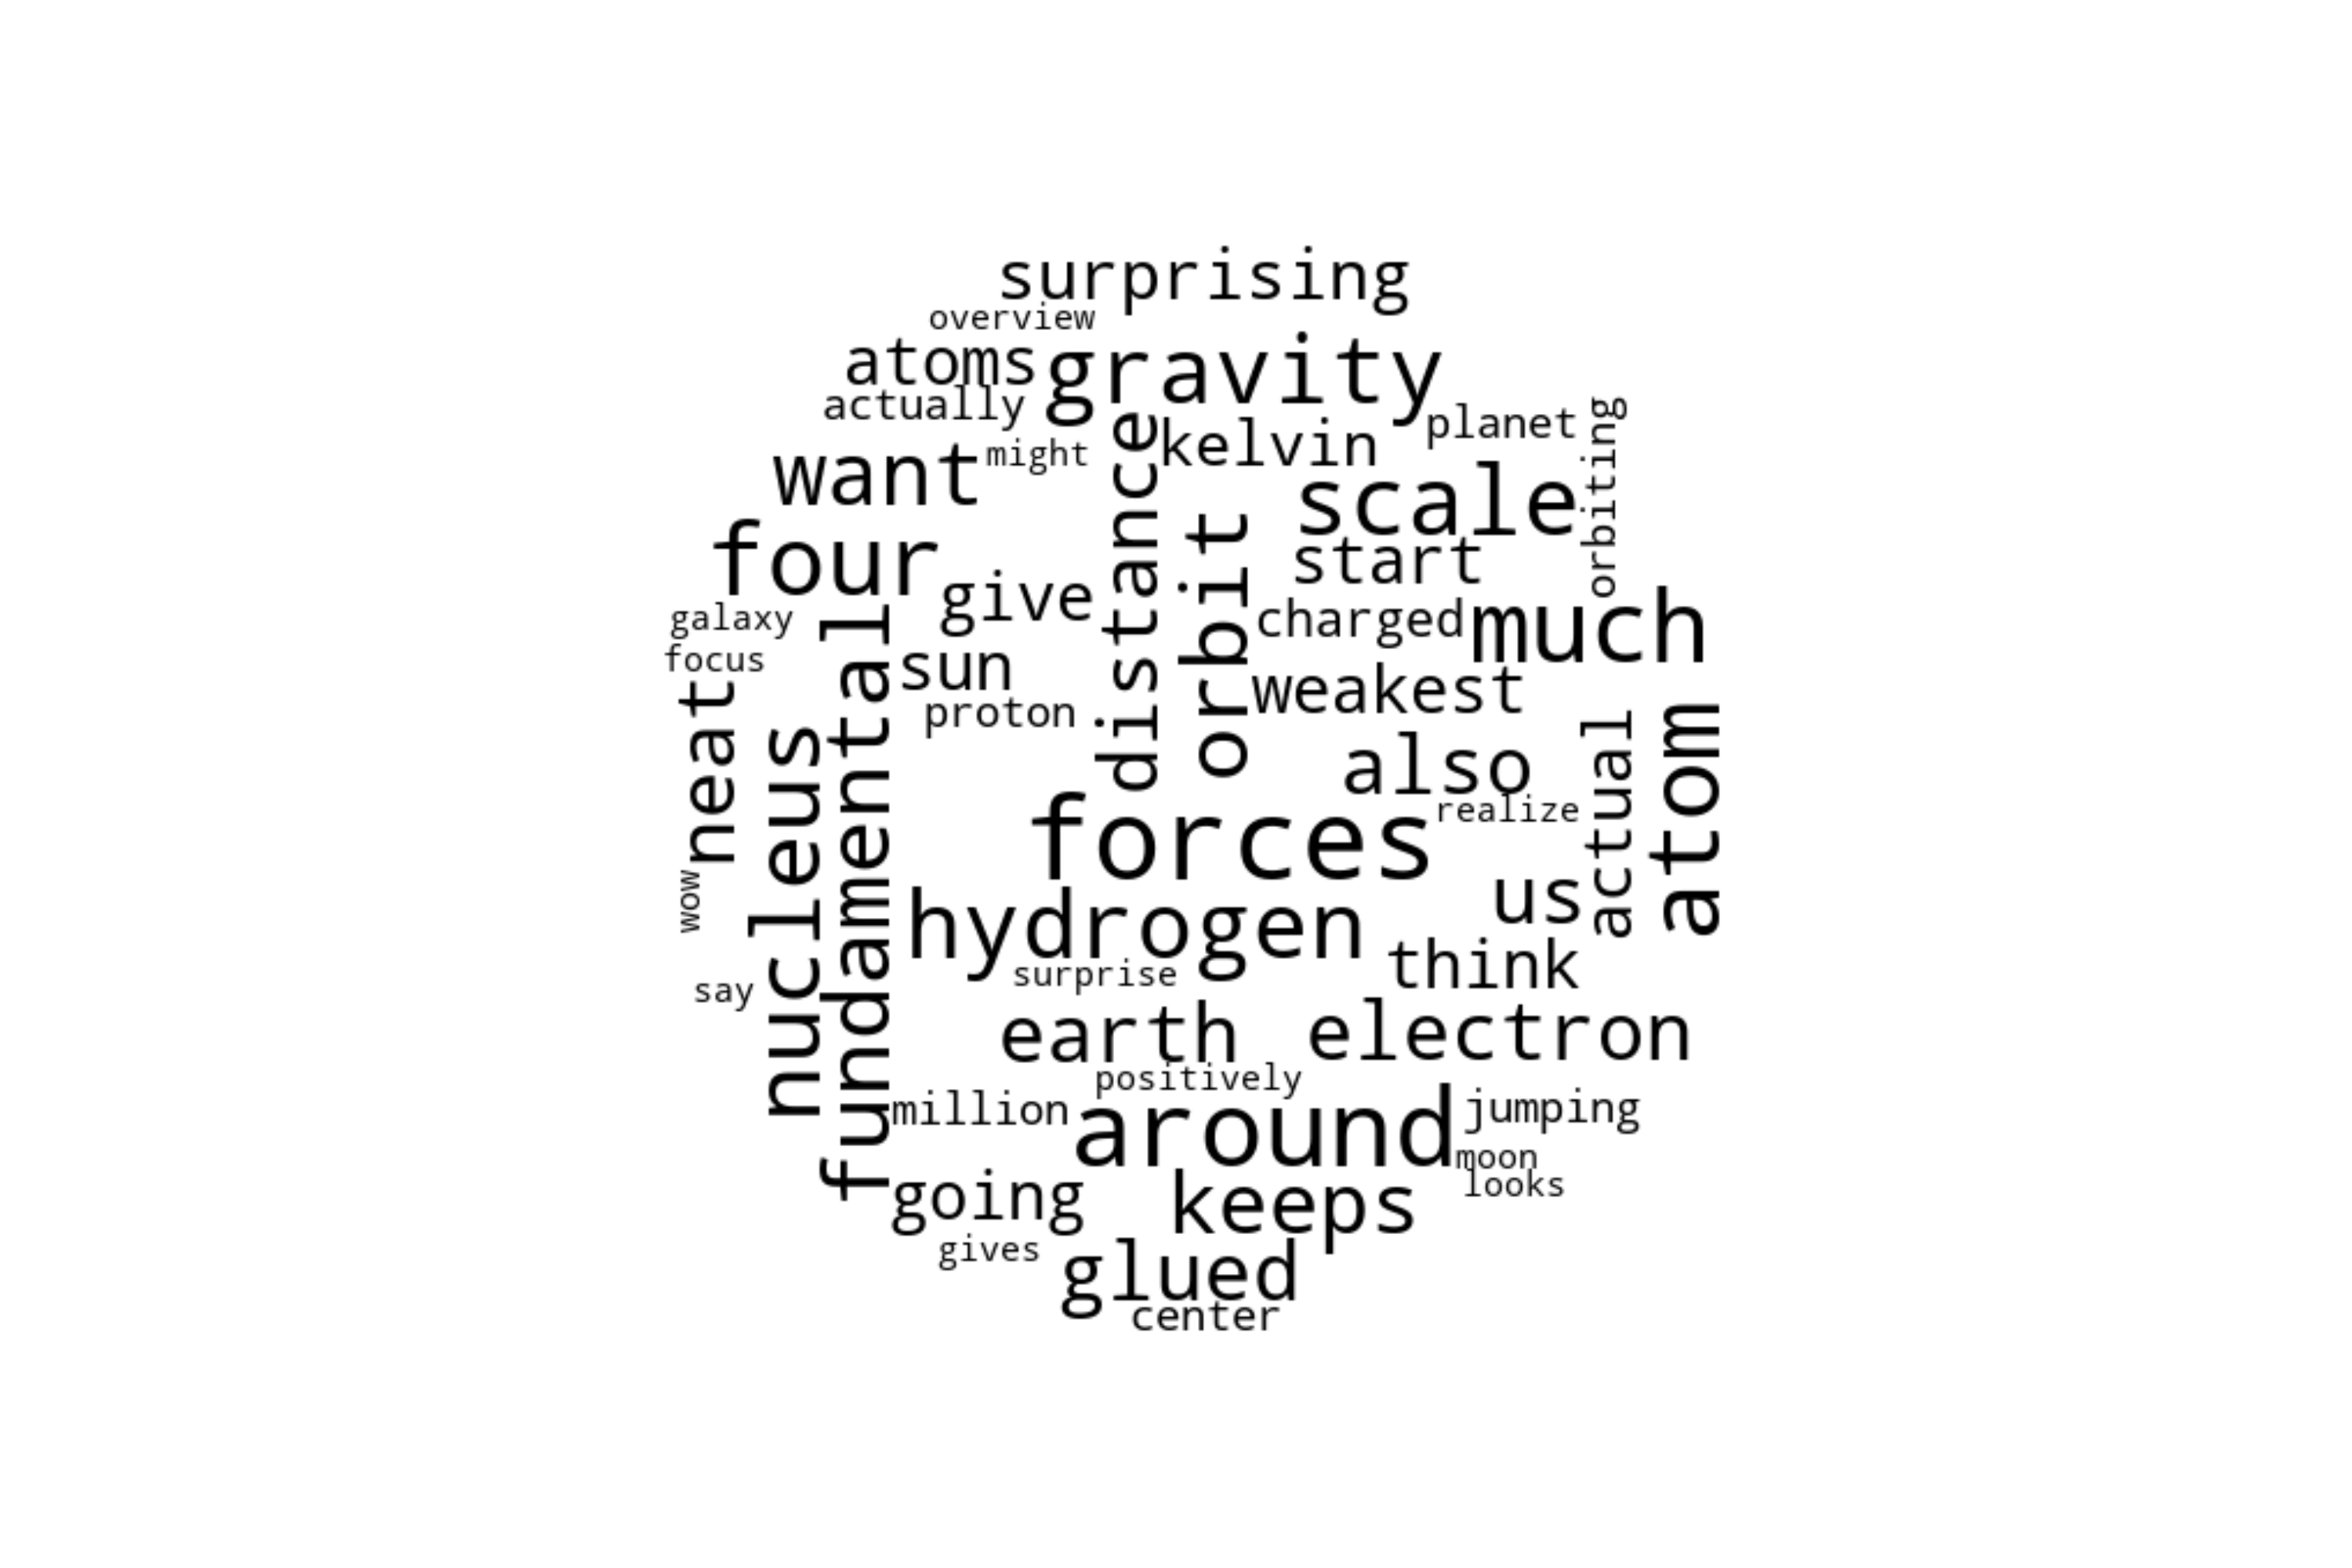 surprising
overview
atoms
gravity
actually
planet
orbiting
distance
kelvin
want
might
scale
four
orbit
start
give
galaxy
charged
much
focus
sun
fundamental
weakest
neat
proton
nucleus
also
actual
atom
forces
realize
wow
us
hydrogen
think
surprise
say
earth
electron
positively
million
around
jumping
moon
looks
going
keeps
gives
glued
center